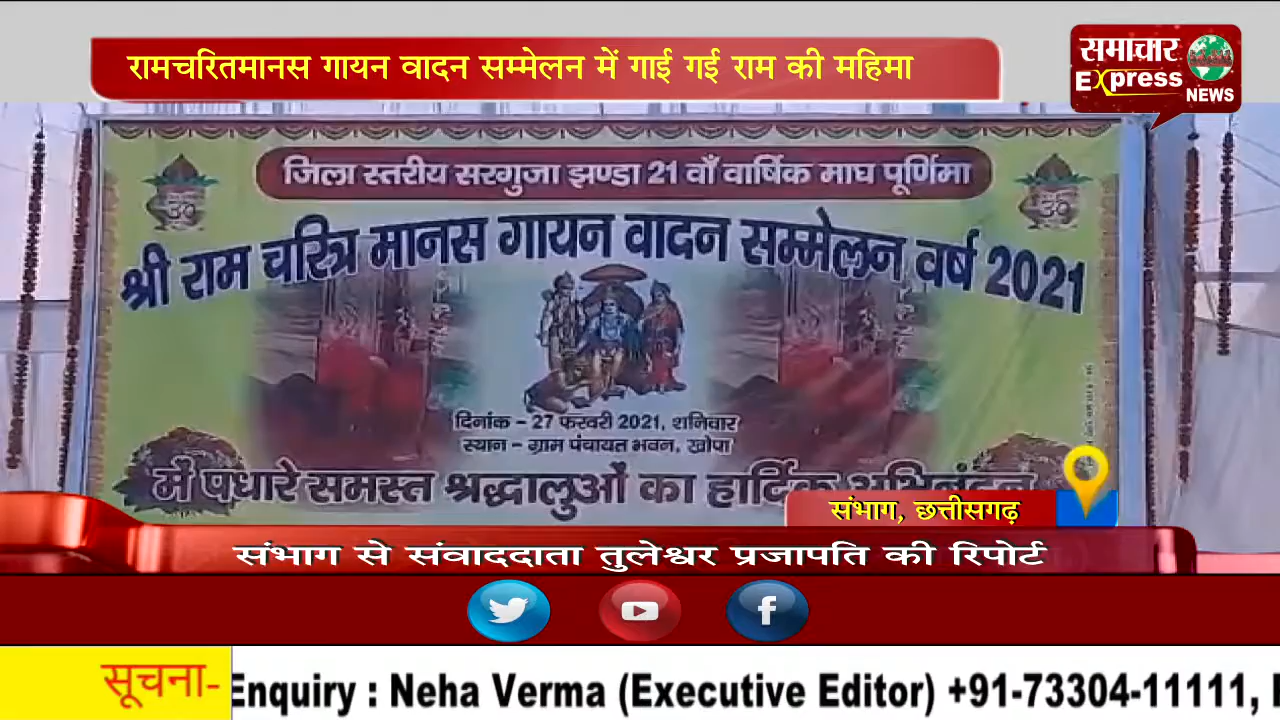 रामचरितमानस गायन वादन सम्मेलन में गाई गई राम की महिमा
समाचार
Express
NEWS
जिला स्तरीय सरगुजा झण्डा 21 वाँ वार्षिक माघ पूर्णिमा
श्री राम चरित्र मानस गायन वादन सम्मेलन वर्ष 2021
दिनांक - 27 फरवरी 2021, शनिवार
स्थान - ग्राम पंचायत भवन, खोपा
में पधारे समस्त श्रद्धालुओं का हार्दिक अभिनंदन
संभाग, छत्तीसगढ़
संभाग से संवाददाता तुलेश्वर प्रजापति की रिपोर्ट
सूचना- Enquiry : Neha Verma (Executive Editor) +91-73304-11111,